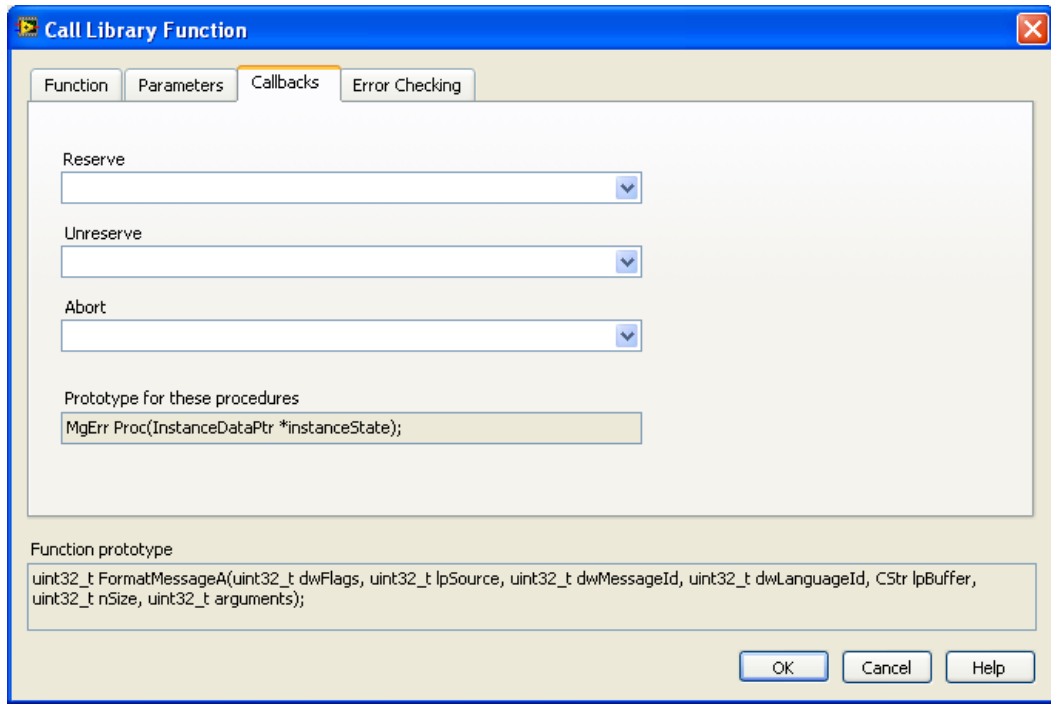 Call Library Function
Function
Parameters
Callbacks
Error Checking
Reserve
Unreserve
Abort
Prototype for these procedures
MgErr Proc(InstanceDataPtr *instanceState);
Function prototype
uint32_t FormatMessageA(uint32_t dwFlags, uint32_t lpSource, uint32_t dwMessageId, uint32_t dwLanguageId, CStr lpBuffer,
uint32_t nSize, uint32_t arguments);
OK
Cancel
Help